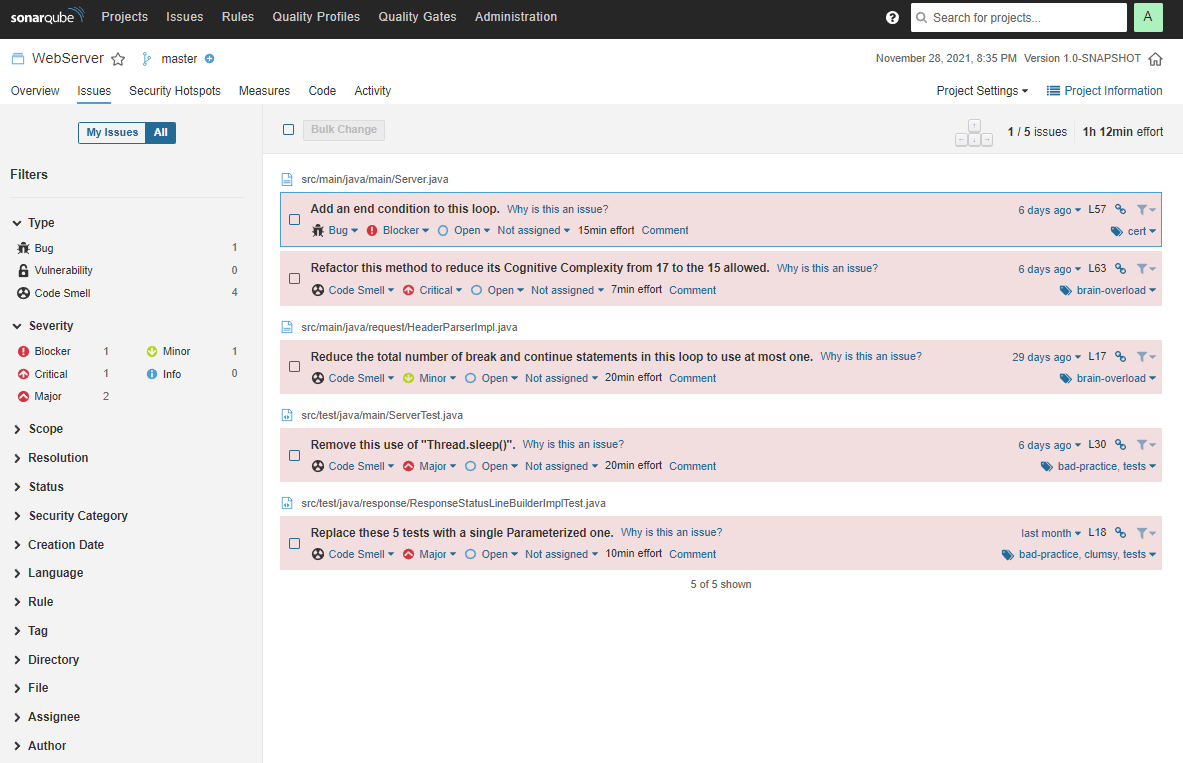 sonarqube Projects Issues Rules Quality Profiles Quality Gates Administration ? Search for projects... A
WebServer master November 28, 2021, 8:35 PM Version 1.0-SNAPSHOT
Overview Issues Security Hotspots Measures Code Activity Project Settings Project Information
My Issues All
Bulk Change 1 / 5 issues 1h 12min effort
Filters
Type
Bug 1
Vulnerability 0
Code Smell 4
Severity
Blocker 1 Minor 1
Critical 1 Info 0
Major 2
Scope
Resolution
Status
Security Category
Creation Date
Language
Rule
Tag
Directory
File
Assignee
Author
src/main/java/main/Server.java
Add an end condition to this loop. Why is this an issue? 6 days ago L57
Bug Blocker Open Not assigned 15min effort Comment cert
Refactor this method to reduce its Cognitive Complexity from 17 to the 15 allowed. Why is this an issue? 6 days ago L63
Code Smell Critical Open Not assigned 7min effort Comment brain-overload
src/main/java/request/HeaderParserImpl.java
Reduce the total number of break and continue statements in this loop to use at most one. Why is this an issue? 29 days ago L17
Code Smell Minor Open Not assigned 20min effort Comment brain-overload
src/test/java/main/ServerTest.java
Remove this use of "Thread.sleep()". Why is this an issue? 6 days ago L30
Code Smell Major Open Not assigned 20min effort Comment bad-practice, tests
src/test/java/response/ResponseStatusLineBuilderImplTest.java
Replace these 5 tests with a single Parameterized one. Why is this an issue? last month L18
Code Smell Major Open Not assigned 10min effort Comment bad-practice, clumsy, tests
5 of 5 shown